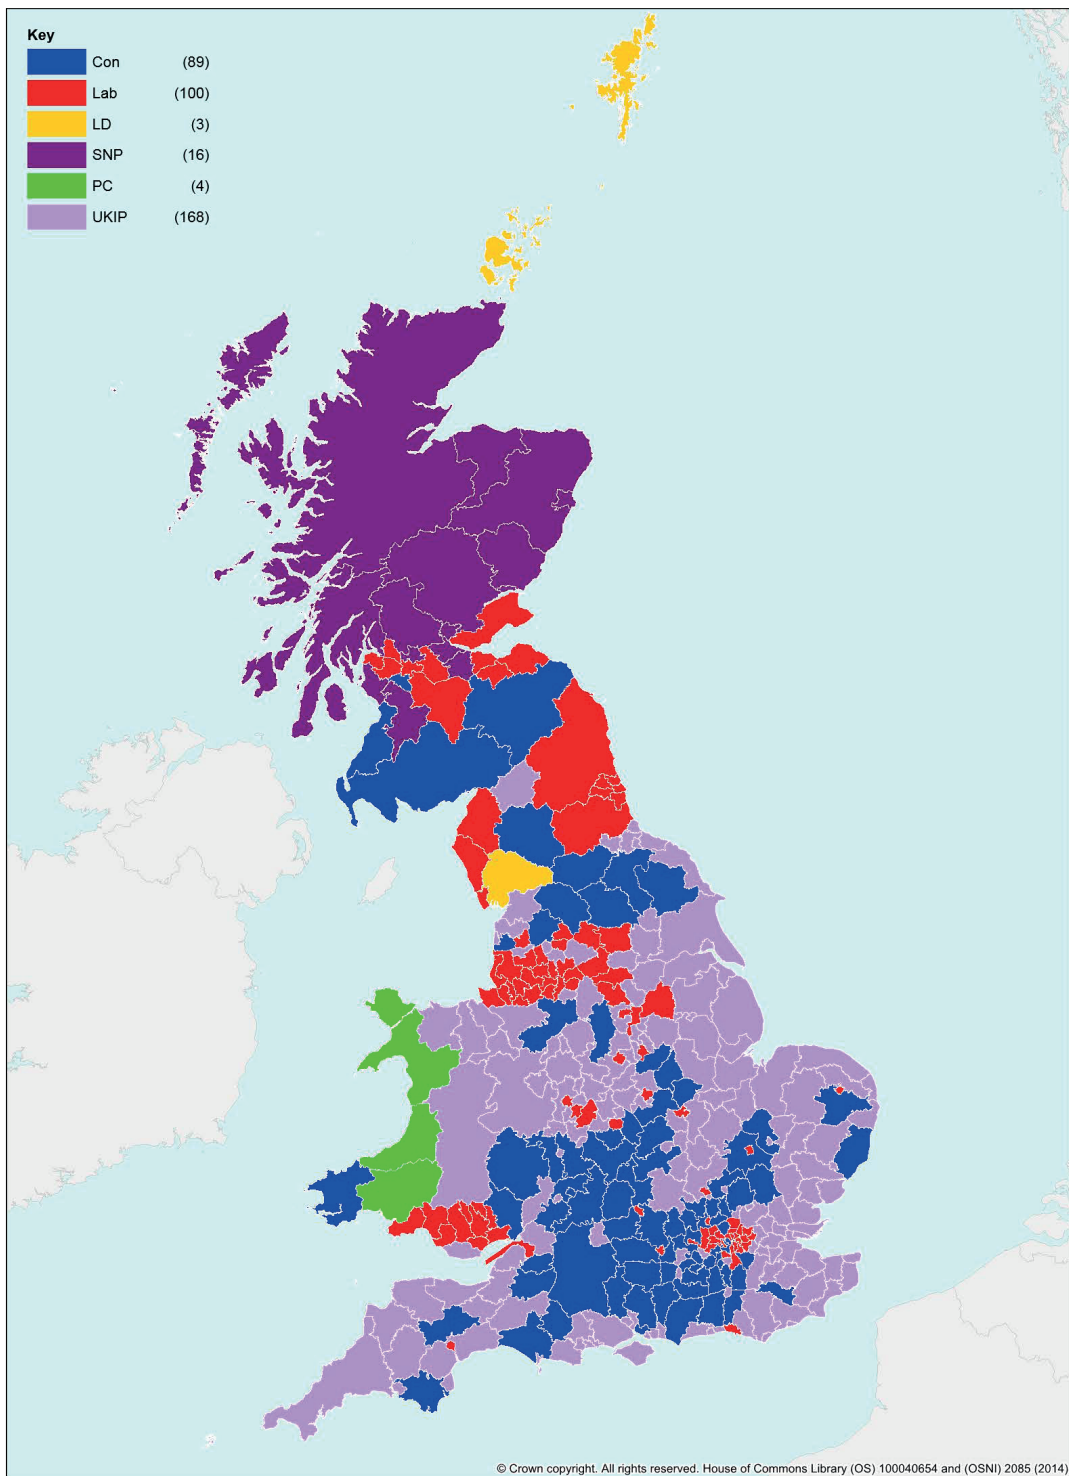 Key
Con (89)
Lab (100)
LD (3)
SNP (16)
PC (4)
UKIP (168)
© Crown copyright. All rights reserved. House of Commons Library (OS) 100040654 and (OSNI) 2085 (2014)